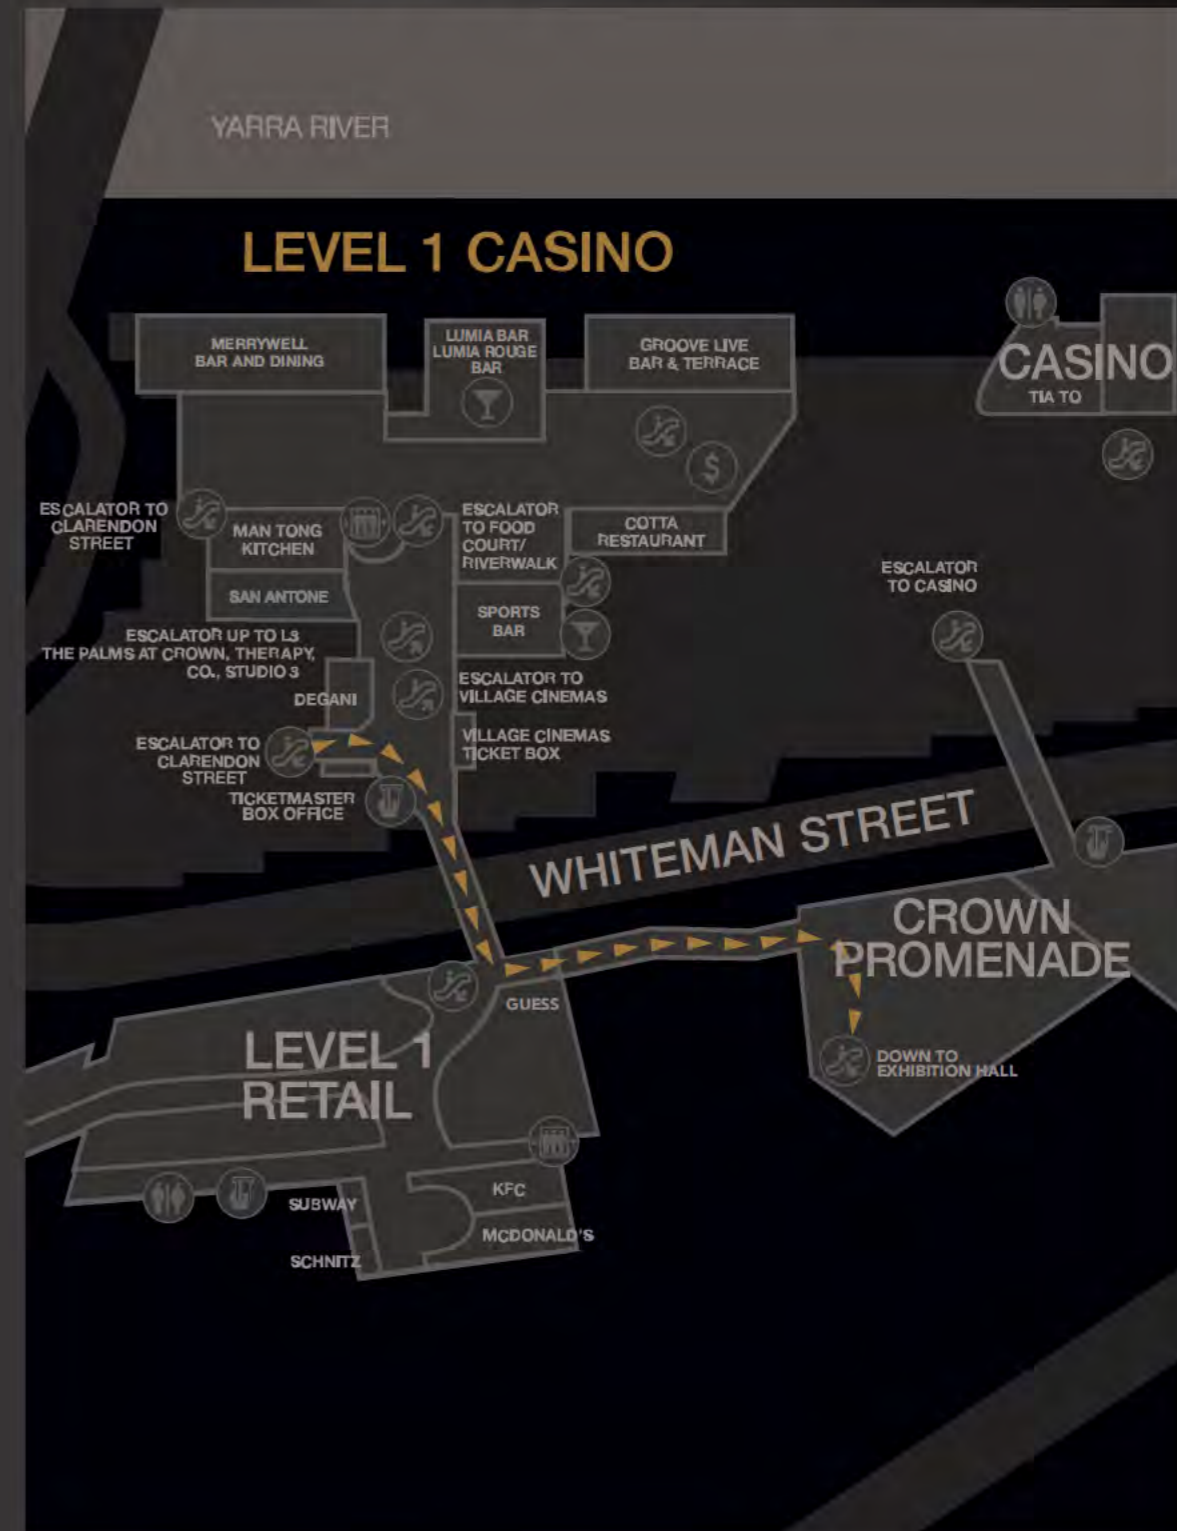 YARRA RIVER
LEVEL 1 CASINO
MERRYWELL
BAR AND DINING
LUMIA BAR
LUMIA ROUGE
BAR
GROOVE LIVE
BAR & TERRACE
CASINO
TIA TO
$
ESCALATOR TO
CLARENDON
STREET
MAN TONG
KITCHEN
ESCALATOR
TO FOOD
COURT/
RIVERWALK
COTTA
RESTAURANT
ESCALATOR
TO CASINO
SAN ANTONE
SPORTS
BAR
ESCALATOR UP TO L3
THE PALMS AT CROWN, THERAPY,
CO., STUDIO 3
DEGANI
ESCALATOR TO
VILLAGE CINEMAS
ESCALATOR TO
CLARENDON
STREET
VILLAGE CINEMAS
TICKET BOX
TICKETMASTER
BOX OFFICE
WHITEMAN STREET
CROWN
PROMENADE
GUESS
LEVEL 1
RETAIL
DOWN TO
EXHIBITION HALL
SUBWAY
KFC
MCDONALD'S
SCHNITZ